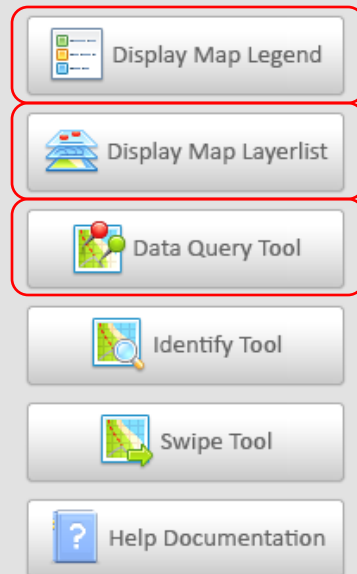 Display Map Legend
Display Map Layerlist
Data Query Tool
Identify Tool
Swipe Tool
?
Help Documentation